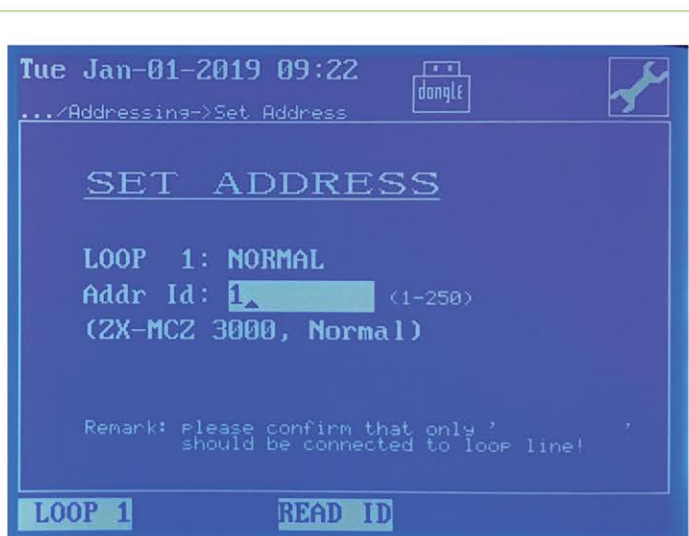 Tue Jan-01-2019 09:22
donglE
.../Addressing->Set Address
SET ADDRESS
LOOP 1: NORMAL
Addr Id: 1 (1-250)
(ZX-MCZ 3000, Normal)
Remark: please confirm that only '          '
should be connected to loop line!
LOOP 1 READ ID